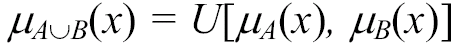 μA∪B(x) = U[μA(x), μB(x)]